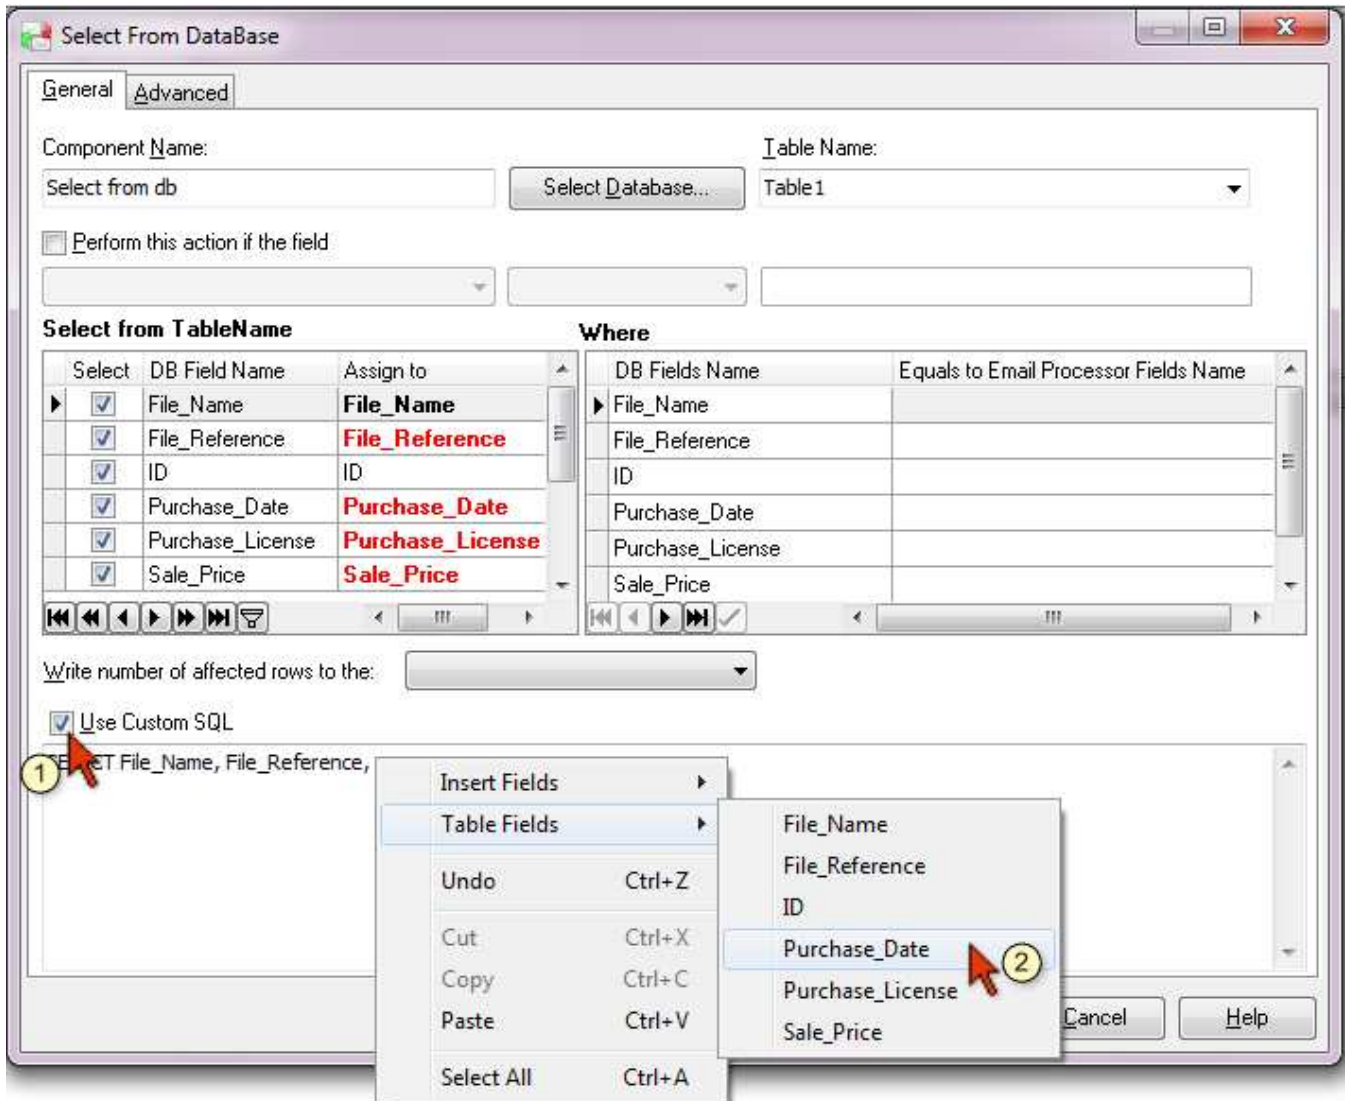 Select From DataBase
General Advanced
Component Name: Table Name:
Select from db Select Database... Table1
Perform this action if the field
Select from TableName Where
Select DB Field Name Assign to DB Fields Name Equals to Email Processor Fields Name
File_Name File_Name File_Name
File_Reference File_Reference File_Reference
ID ID ID
Purchase_Date Purchase_Date Purchase_Date
Purchase_License Purchase_License Purchase_License
Sale_Price Sale_Price Sale_Price
Write number of affected rows to the:
Use Custom SQL
1
File_Name, File_Reference,
Insert Fields
Table Fields File_Name
File_Reference
Undo Ctrl+Z
ID
Cut Ctrl+X
Purchase_Date 2
Copy Ctrl+C
Purchase_License
Paste Ctrl+V Cancel Help
Sale_Price
Select All Ctrl+A